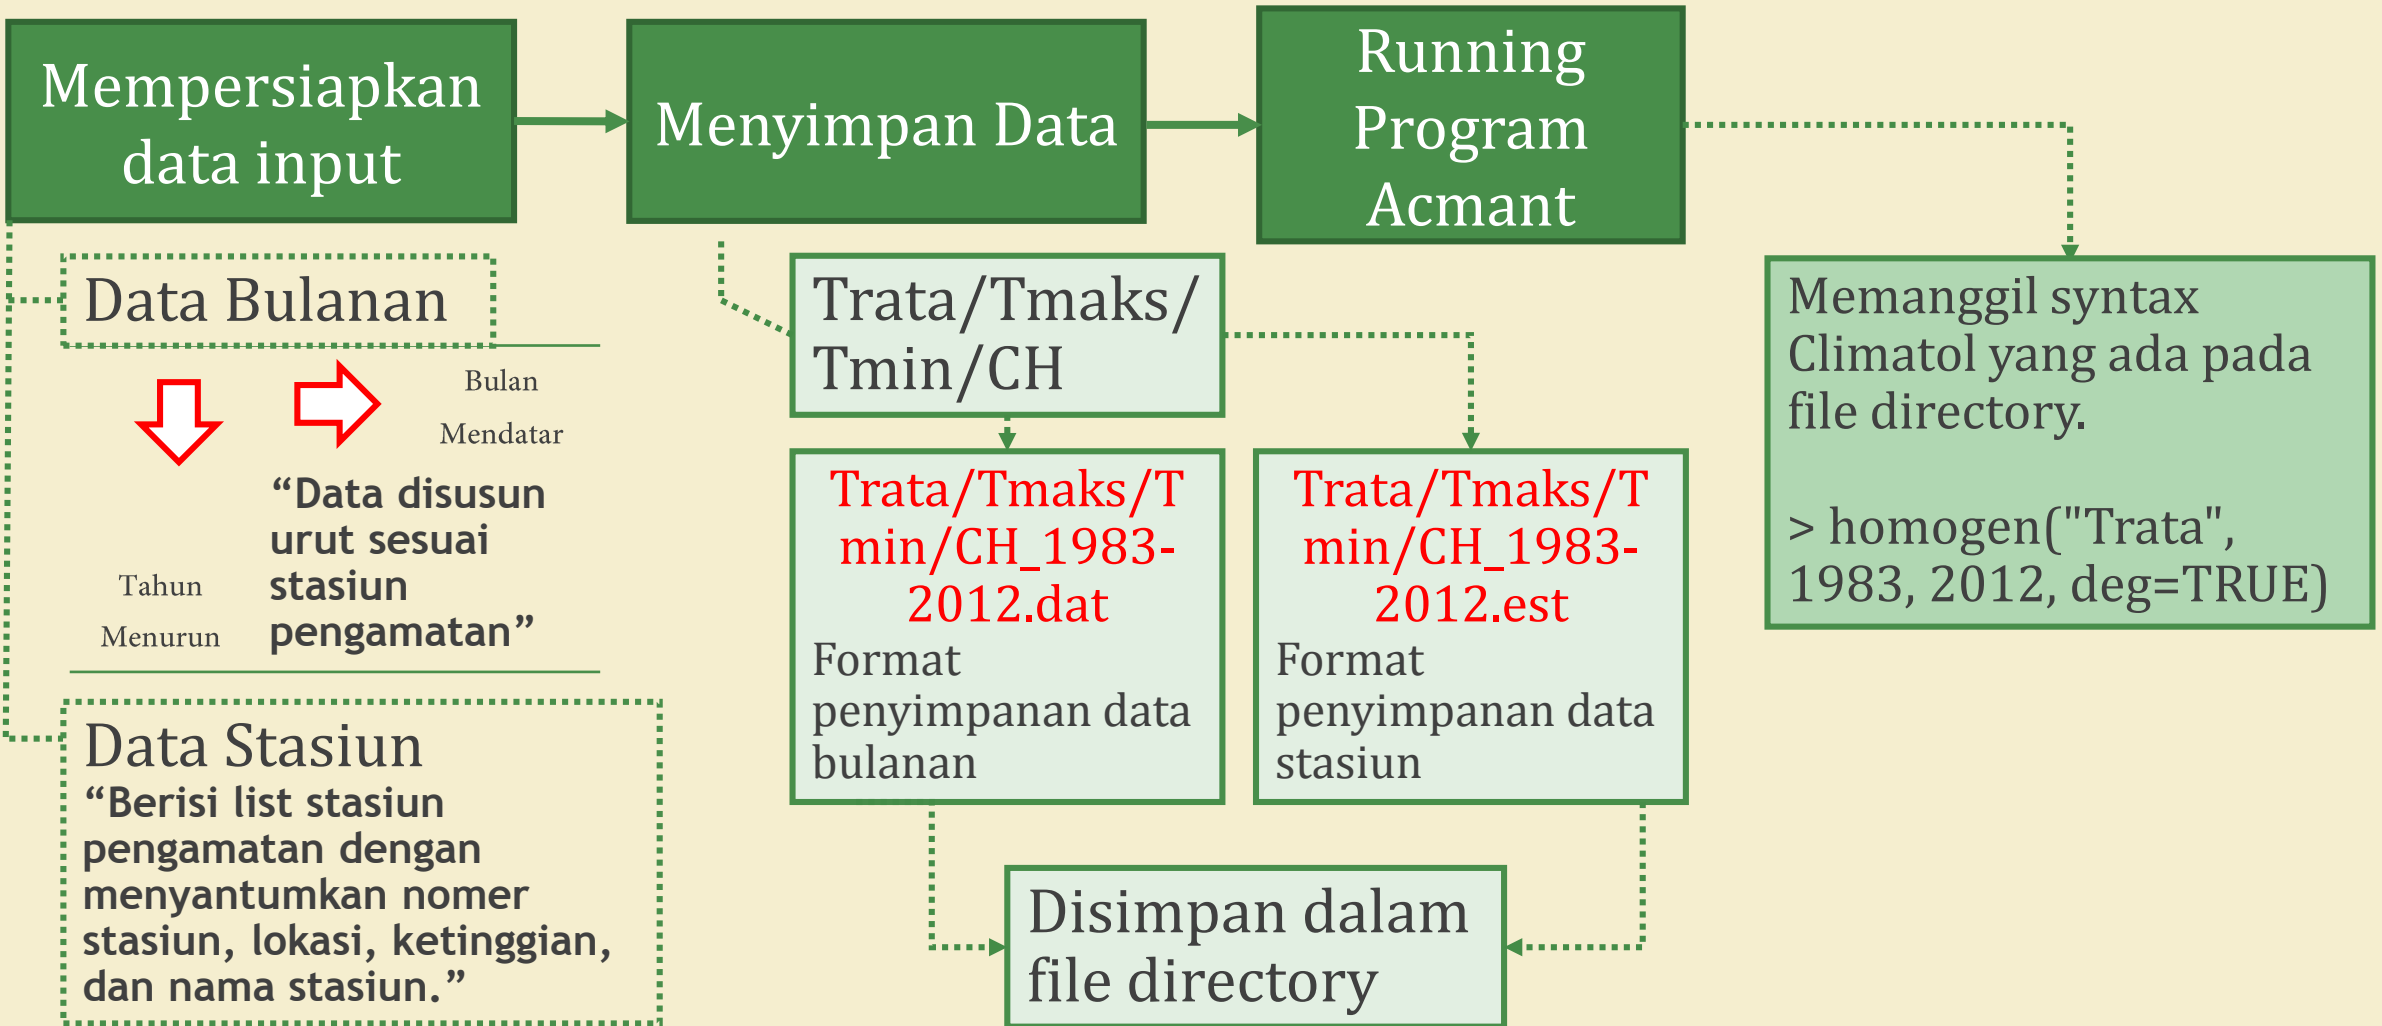 Mempersiapkan
data input
Menyimpan Data
Running
Program
Acmant
Data Bulanan
Bulan
Mendatar
“Data disusun
urut sesuai
stasiun
pengamatan”
Tahun
Menurun
Data Stasiun
“Berisi list stasiun
pengamatan dengan
menyantumkan nomer
stasiun, lokasi, ketinggian,
dan nama stasiun.”
Trata/Tmaks/
Tmin/CH
Trata/Tmaks/T
min/CH_1983-
2012.dat
Format
penyimpanan data
bulanan
Trata/Tmaks/T
min/CH_1983-
2012.est
Format
penyimpanan data
stasiun
Disimpan dalam
file directory
Memanggil syntax
Climatol yang ada pada
file directory.
> homogen("Trata",
1983, 2012, deg=TRUE)